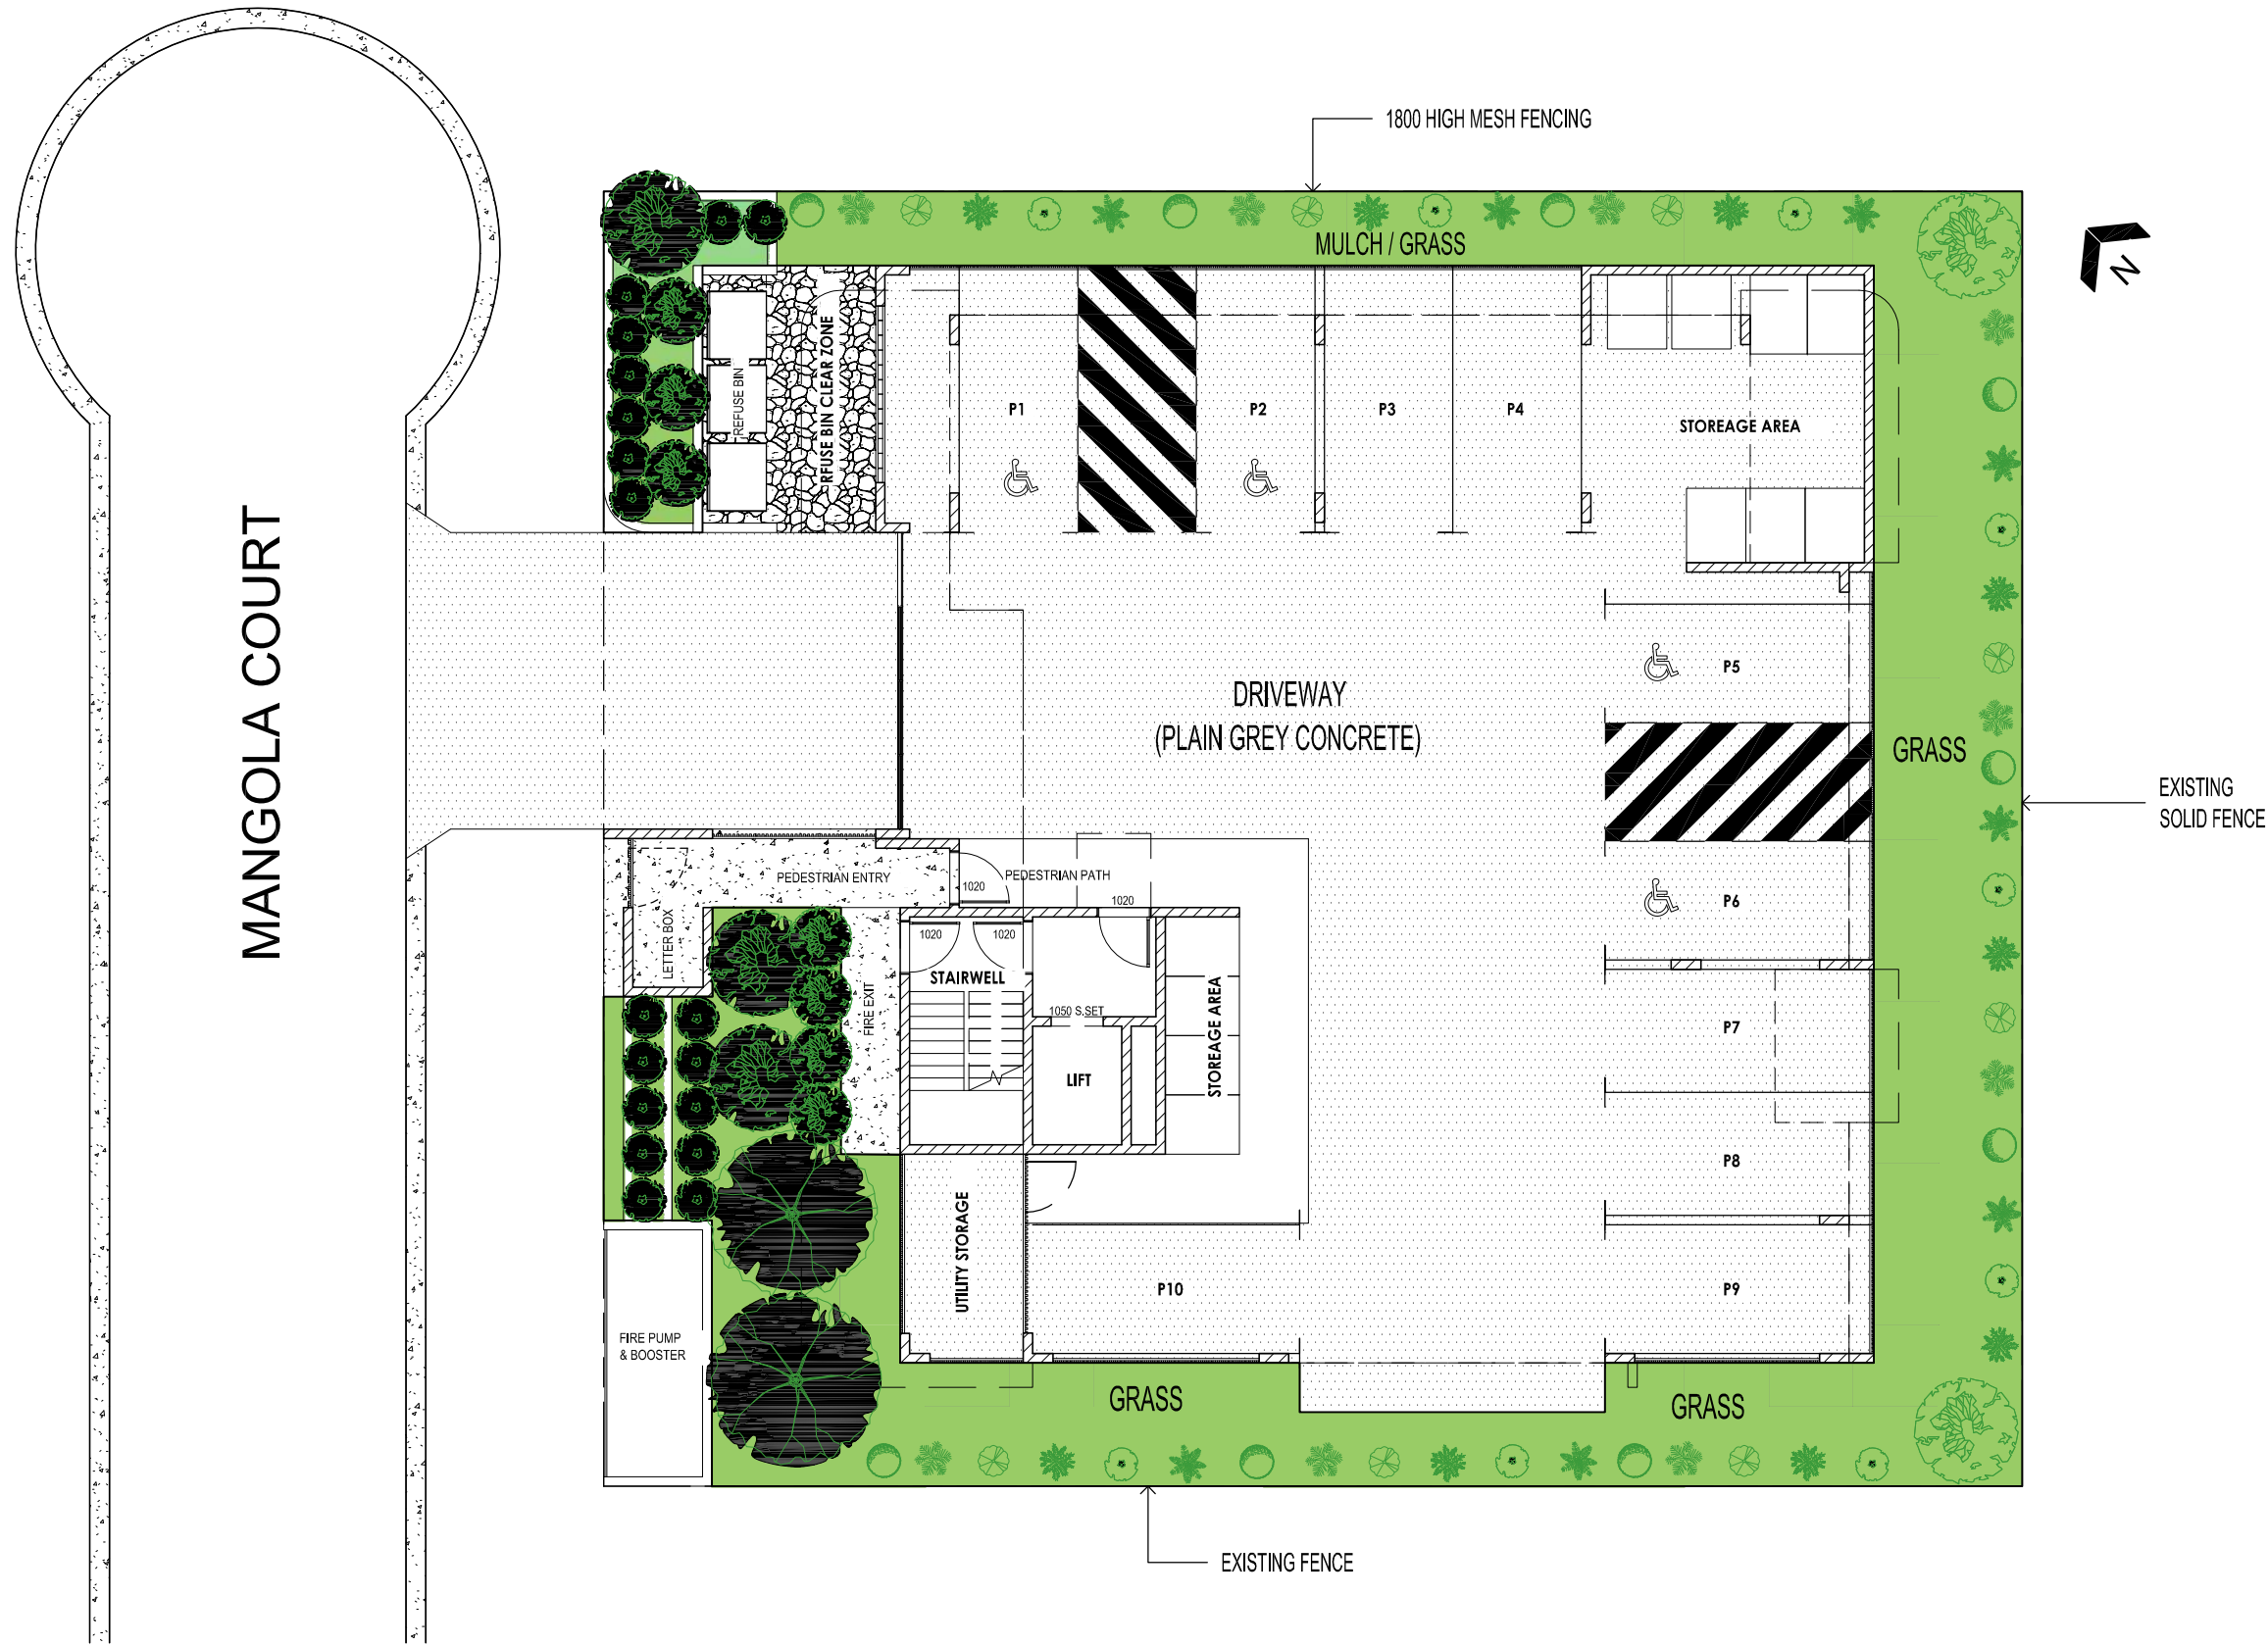 1800 HIGH MESH FENCING
MULCH / GRASS
N
REFUSE BIN
RFUSE BIN CLEAR ZONE
P1
P2
P3
P4
STOREAGE AREA
MANGOLA COURT
DRIVEWAY
(PLAIN GREY CONCRETE)
P5
GRASS
EXISTING
SOLID FENCE
PEDESTRIAN ENTRY
1020
PEDESTRIAN PATH
1020
P6
LETTER BOX
FIRE EXIT
1020
1020
STAIRWELL
1050 S.SET
LIFT
STOREAGE AREA
P7
P8
UTILITY STORAGE
P10
P9
FIRE PUMP
& BOOSTER
GRASS
GRASS
EXISTING FENCE